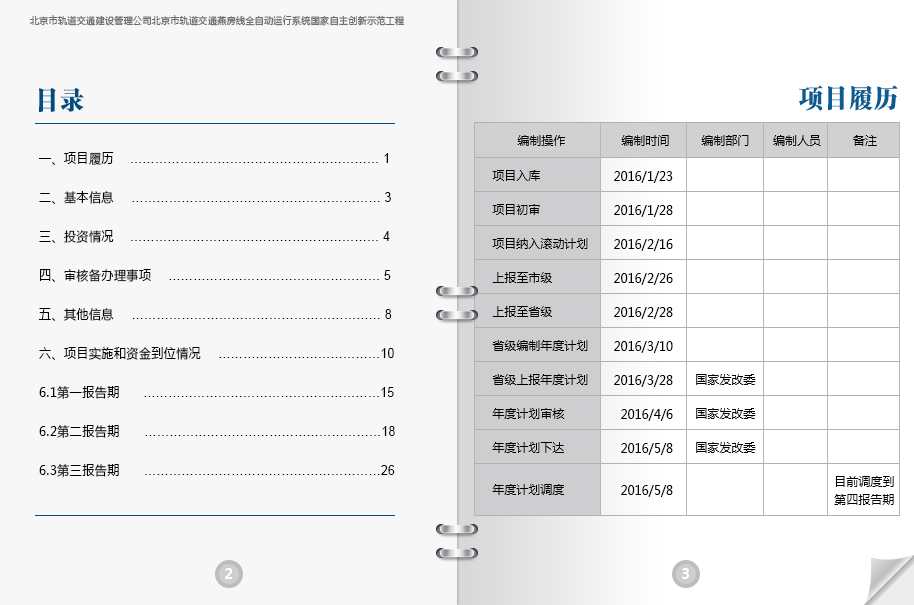 北京市轨道交通建设管理公司北京市轨道交通燕房线全自动运行系统国家自主创新示范工程
目录
一、项目履历 ………………………………………………… 1
二、基本信息 ………………………………………………… 3
三、投资情况 ………………………………………………… 4
四、审核备办理事项 ………………………………………… 5
五、其他信息 ………………………………………………… 8
六、项目实施和资金到位情况 ………………………………10
6.1第一报告期 ………………………………………………15
6.2第二报告期 ………………………………………………18
6.3第三报告期 ………………………………………………26
2
项目履历
编制操作 编制时间 编制部门 编制人员 备注
项目入库 2016/1/23
项目初审 2016/1/28
项目纳入滚动计划 2016/2/16
上报至市级 2016/2/26
上报至省级 2016/2/28
省级编制年度计划 2016/3/10
省级上报年度计划 2016/3/28 国家发改委
年度计划审核 2016/4/6 国家发改委
年度计划下达 2016/5/8 国家发改委
年度计划调度 2016/5/8 目前调度到
第四报告期
3